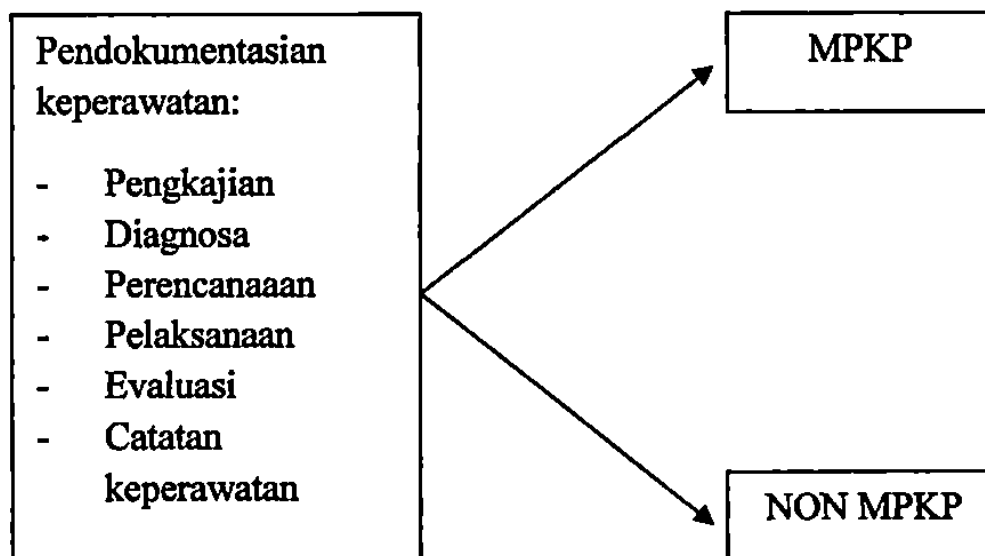 Pendokumentasian
keperawatan:
- Pengkajian
- Diagnosa
- Perencanaaan
- Pelaksanaan
- Evaluasi
- Catatan
keperawatan
MPKP
NON MPKP